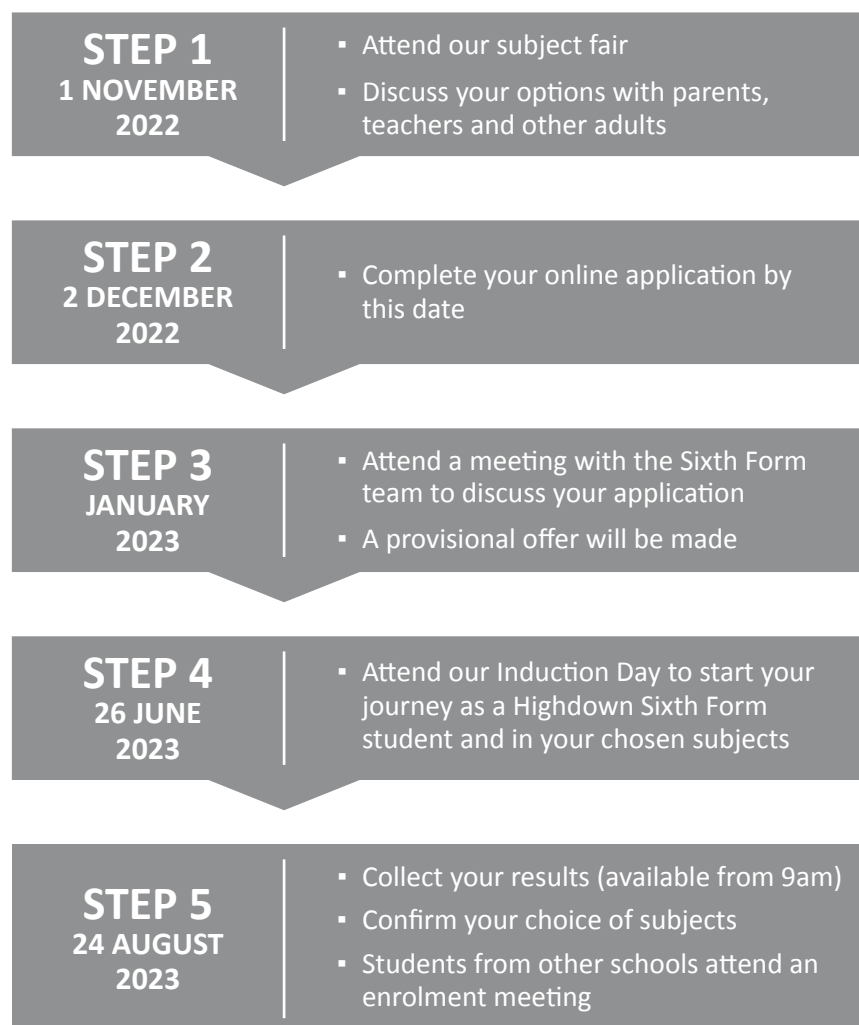 STEP 1
1 NOVEMBER
2022
▪ Attend our subject fair
▪ Discuss your options with parents,
teachers and other adults
STEP 2
2 DECEMBER
2022
▪ Complete your online application by
this date
STEP 3
JANUARY
2023
▪ Attend a meeting with the Sixth Form
team to discuss your application
▪ A provisional offer will be made
STEP 4
26 JUNE
2023
▪ Attend our Induction Day to start your
journey as a Highdown Sixth Form
student and in your chosen subjects
STEP 5
24 AUGUST
2023
▪ Collect your results (available from 9am)
▪ Confirm your choice of subjects
▪ Students from other schools attend an
enrolment meeting